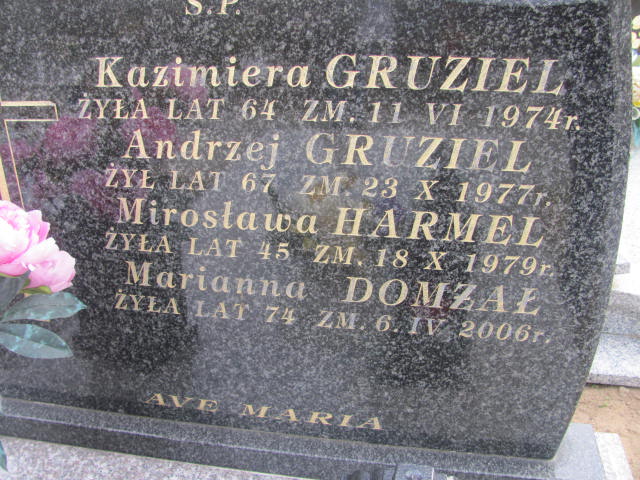 Ś.P.
Kazimiera GRUZIEL
ŻYŁA LAT 64 ZM. 11 VI 1974r.
Andrzej GRUZIEL
ŻYŁ LAT 67 ZM. 23 X 1977r.
Mirosława HARMEL
ŻYŁA LAT 45 ZM. 18 X 1979r.
Marianna DOMŻAŁ
ŻYŁA LAT 74 ZM. 6. IV 2006r.
AVE MARIA